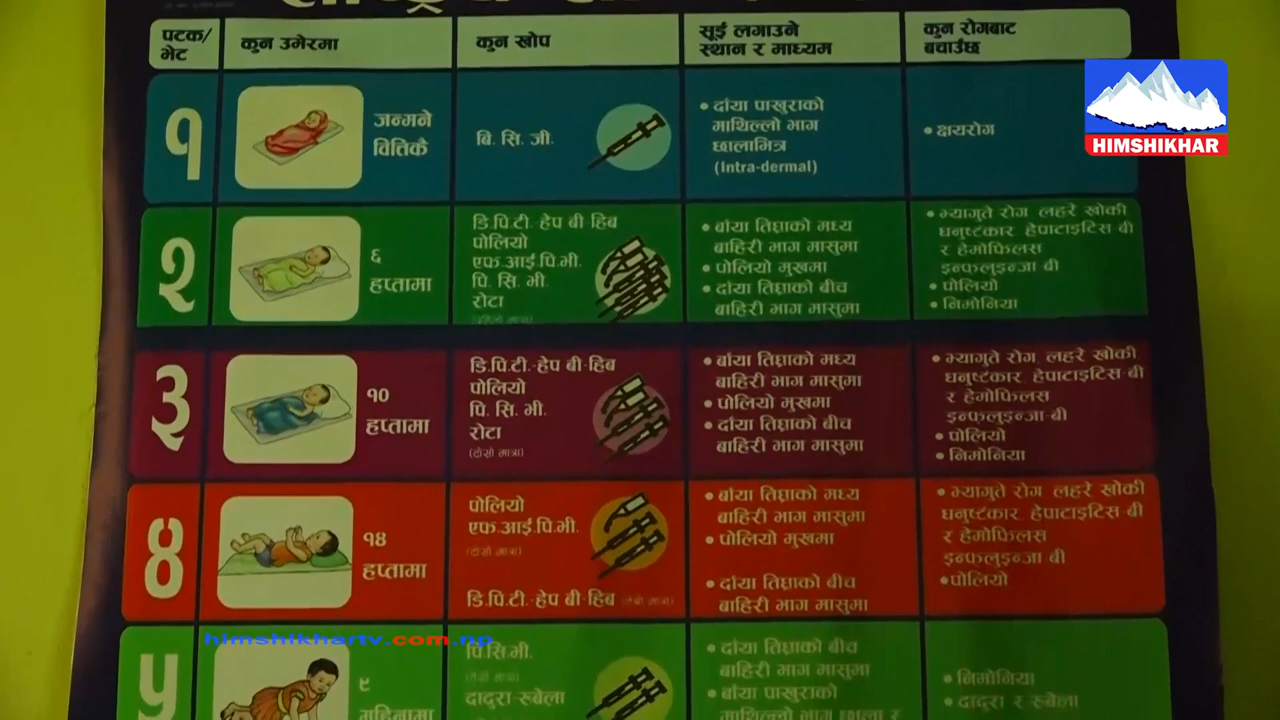 पटक/
भेट
कुन उमेरमा
कुन खोप
सूई लगाउने
स्थान र माध्यम
कुन रोगबाट
बचाउँछ
HIMSHIKHAR
१
जन्मने
वित्तिकै
बि. सि. जी.
• दाँया पाखुराको
माथिल्लो भाग
छालाभित्र
(Intra-dermal)
• क्षयरोग
२
६
हप्तामा
डि.पि.टी.-हेप बी हिब
पोलियो
एफ.आई.पि.भी.
पि. सि. भी.
रोटा
• बाँया तिघ्राको मध्य
बाहिरी भाग मासुमा
• पोलियो मुखमा
• दाँया तिघ्राको बीच
बाहिरी भाग मासुमा
• भ्यागुते रोग लहरे खोकी
धनुष्टंकार हेपाटाइटिस बी
र हेमोफिलस
इन्फ्लुइन्जा बी
• पोलियो
• निमोनिया
३
१०
हप्तामा
डि.पि.टी.-हेप बी-हिब
पोलियो
पि. सि. भी.
रोटा
(दोस्रो मात्रा)
• बाँया तिघ्राको मध्य
बाहिरी भाग मासुमा
• पोलियो मुखमा
• दाँया तिघ्राको बीच
बाहिरी भाग मासुमा
• भ्यागुते रोग, लहरे खोकी,
धनुष्टंकार, हेपाटाइटिस-बी
र हेमोफिलस
इन्फ्लुइन्जा-बी
• पोलियो
• निमोनिया
४
१४
हप्तामा
पोलियो
एफ.आई.पि.भी.
(दोस्रो मात्रा)
डि.पि.टी.-हेप बी-हिब (तेस्रो मात्रा)
• बाँया तिघ्राको मध्य
बाहिरी भाग मासुमा
• पोलियो मुखमा
• दाँया तिघ्राको बीच
बाहिरी भाग मासुमा
• भ्यागुते रोग, लहरे खोकी
धनुष्टंकार, हेपाटाइटिस-बी
र हेमोफिलस
इन्फ्लुइन्जा बी
•पोलियो
himshikhartv.com.np
५
९
महिनामा
पि.सि.भी.
(तेस्रो मात्रा)
दादुरा-रुबेला
• दाँया तिघ्राको बीच
बाहिरी भाग मासुमा
• बाँया पाखुराको
माथिल्लो भाग छाला र
• निमोनिया
• दादुरा र रुबेला